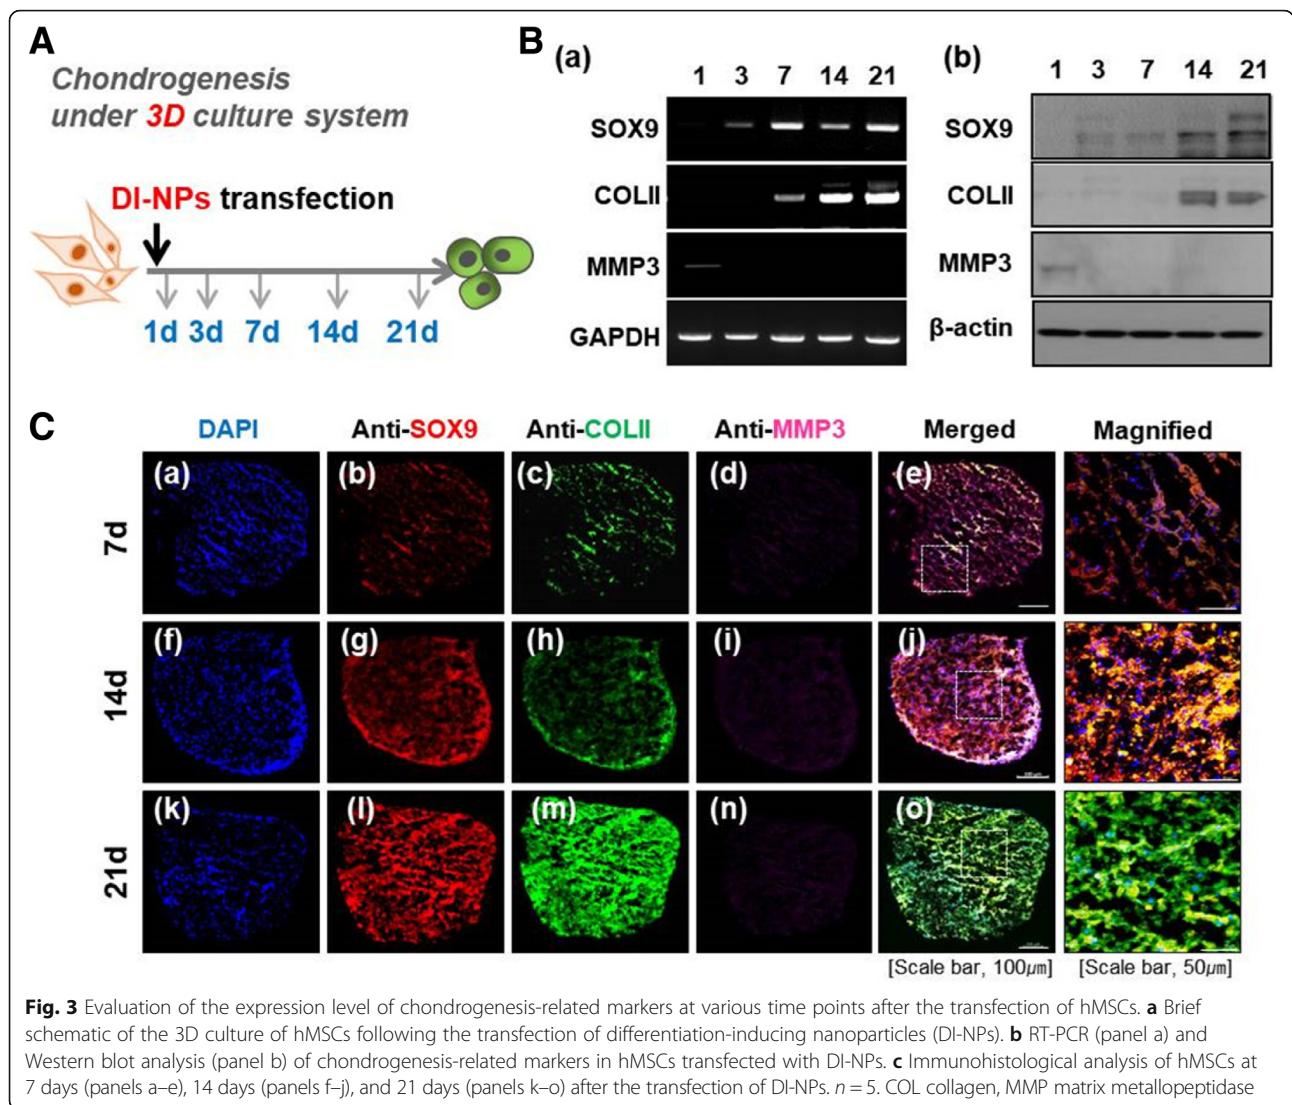 A
Chondrogenesis
under 3D culture system
DI-NPs transfection
1d 3d 7d 14d 21d
B
(a)
1 3 7 14 21
SOX9
COLII
MMP3
GAPDH
(b)
1 3 7 14 21
SOX9
COLII
MMP3
β-actin
C
DAPI Anti-SOX9 Anti-COLII Anti-MMP3 Merged Magnified
7d
(a) (b) (c) (d) (e)
14d
(f) (g) (h) (i) (j)
21d
(k) (l) (m) (n) (o)
[Scale bar, 100㎛] [Scale bar, 50㎛]
Fig. 3 Evaluation of the expression level of chondrogenesis-related markers at various time points after the transfection of hMSCs. a Brief
schematic of the 3D culture of hMSCs following the transfection of differentiation-inducing nanoparticles (DI-NPs). b RT-PCR (panel a) and
Western blot analysis (panel b) of chondrogenesis-related markers in hMSCs transfected with DI-NPs. c Immunohistological analysis of hMSCs at
7 days (panels a–e), 14 days (panels f–j), and 21 days (panels k–o) after the transfection of DI-NPs. n = 5. COL collagen, MMP matrix metallopeptidase